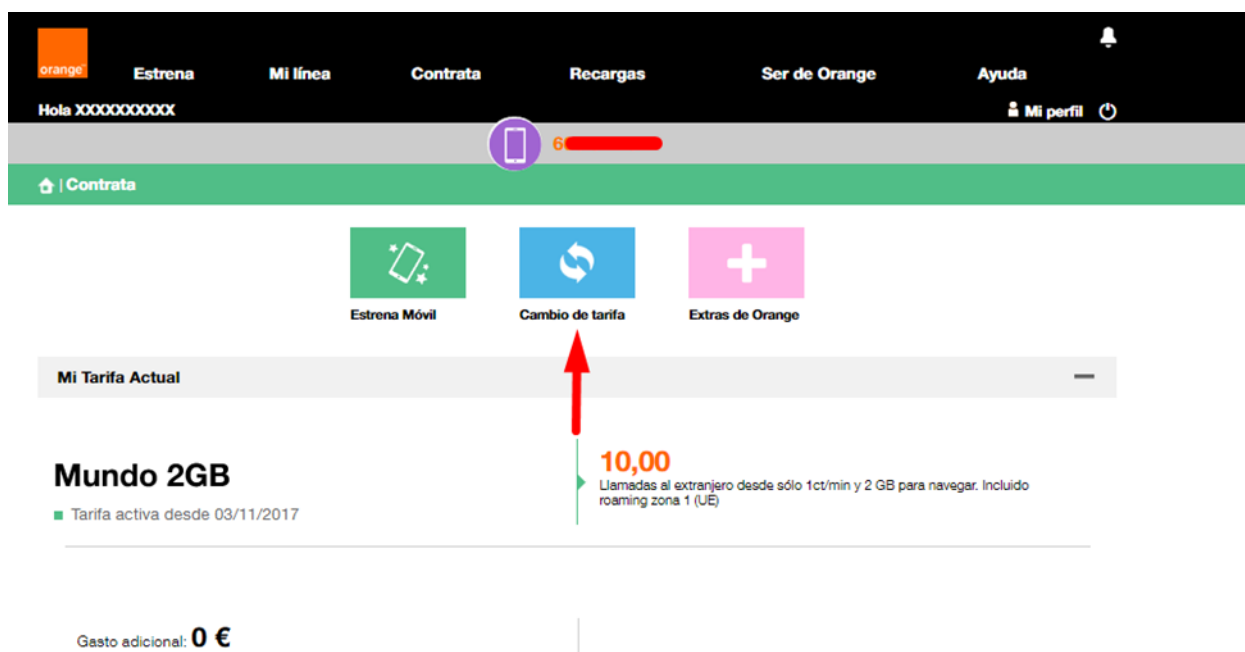 orange™
Estrena Mi línea Contrata Recargas Ser de Orange Ayuda
Hola XXXXXXXXXX Mi perfil
6
| Contrata
Estrena Móvil Cambio de tarifa Extras de Orange
Mi Tarifa Actual
Mundo 2GB
Tarifa activa desde 03/11/2017
10,00
Llamadas al extranjero desde sólo 1ct/min y 2 GB para navegar. Incluido
roaming zona 1 (UE)
Gasto adicional: 0 €